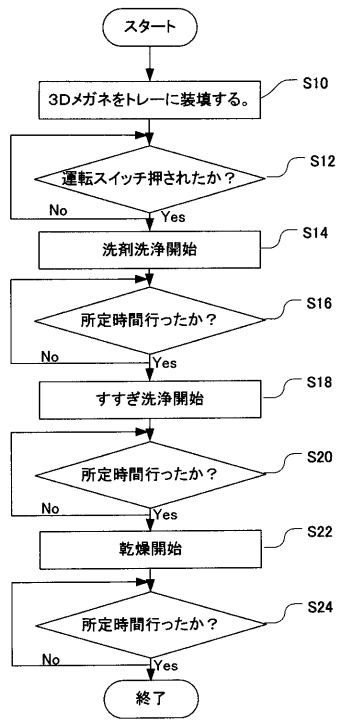 スタート
3Dメガネをトレーに装填する。
S10
運転スイッチ押されたか？
S12
No
Yes
洗剤洗浄開始
S14
所定時間行ったか？
S16
No
Yes
すすぎ洗浄開始
S18
所定時間行ったか？
S20
No
Yes
乾燥開始
S22
所定時間行ったか？
S24
No
Yes
終了